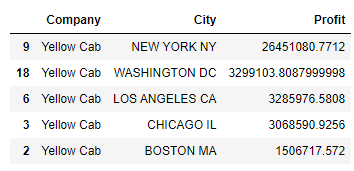 Company City Profit
9 Yellow Cab NEW YORK NY 26451080.7712
18 Yellow Cab WASHINGTON DC 3299103.8087999998
6 Yellow Cab LOS ANGELES CA 3285976.5808
3 Yellow Cab CHICAGO IL 3068590.9256
2 Yellow Cab BOSTON MA 1506717.572